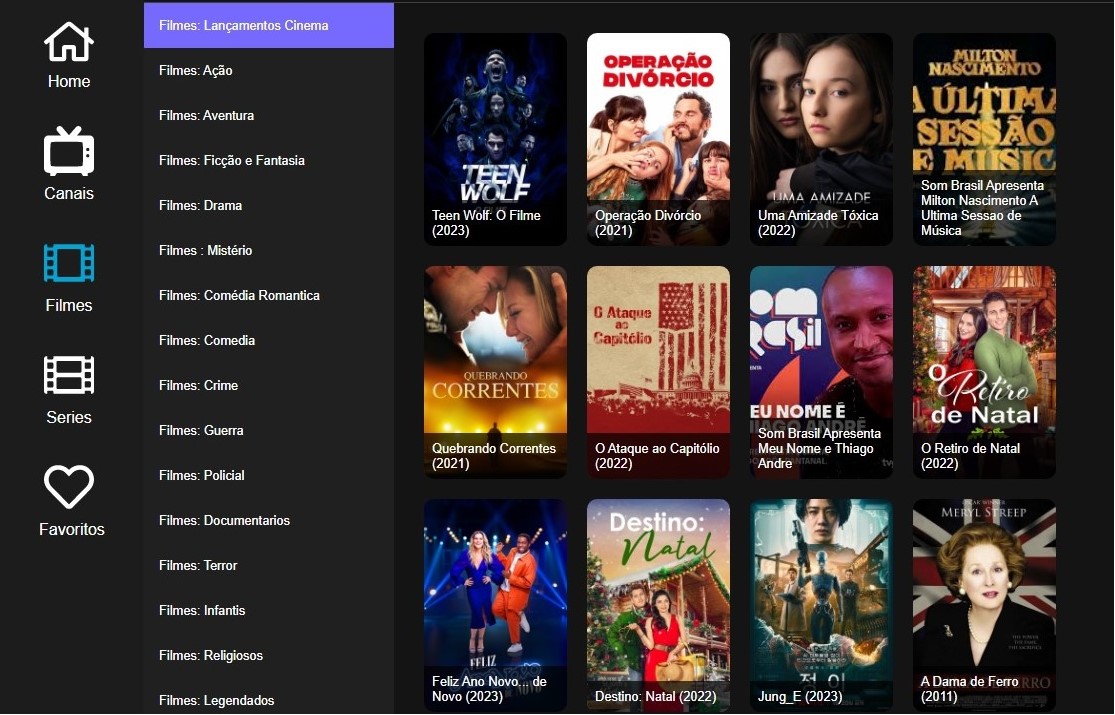 Home
Canais
Filmes
Series
Favoritos
Filmes: Lançamentos Cinema
Filmes: Ação
Filmes: Aventura
Filmes: Ficção e Fantasia
Filmes: Drama
Filmes : Mistério
Filmes: Comédia Romantica
Filmes: Comedia
Filmes: Crime
Filmes: Guerra
Filmes: Policial
Filmes: Documentarios
Filmes: Terror
Filmes: Infantis
Filmes: Religiosos
Filmes: Legendados
TEEN
WOLF
Teen Wolf: O Filme
(2023)
OPERAÇÃO
DIVÓRCIO
Operação Divórcio
(2021)
UMA AMIZADE
Uma Amizade Tóxica
(2022)
MILTON
NASCIMENTO
A ÚLTIMA
SESSÃO
DE MÚSIC
Som Brasil Apresenta
Milton Nascimento A
Ultima Sessao de
Música
QUEBRANDO
CORRENTES
Quebrando Correntes
(2021)
O Ataque
ao
Capitólio
O Ataque ao Capitólio
(2022)
EU NOME É
THIAGO ANDRÉ
Som Brasil Apresenta
Meu Nome e Thiago
Andre
O
Retiro
de Natal
O Retiro de Natal
(2022)
FELIZ
Feliz Ano Novo... de
Novo (2023)
Destino:
Natal
Destino: Natal (2022)
정_이
Jung_E (2023)
MERYL STREEP
A Dama de Ferro
(2011)